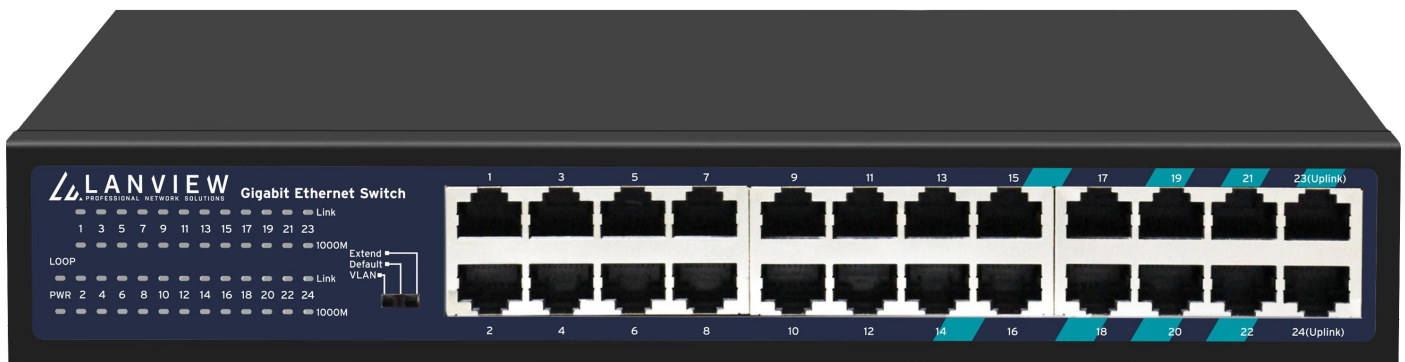 LANVIEW
PROFESSIONAL NETWORK SOLUTIONS
Gigabit Ethernet Switch
Link
1 3 5 7 9 11 13 15 17 19 21 23
1000M
LOOP
Link
PWR 2 4 6 8 10 12 14 16 18 20 22 24
1000M
Extend
Default
VLAN
1 3 5 7 9 11 13 15 17 19 21 23(Uplink)
2 4 6 8 10 12 14 16 18 20 22 24(Uplink)